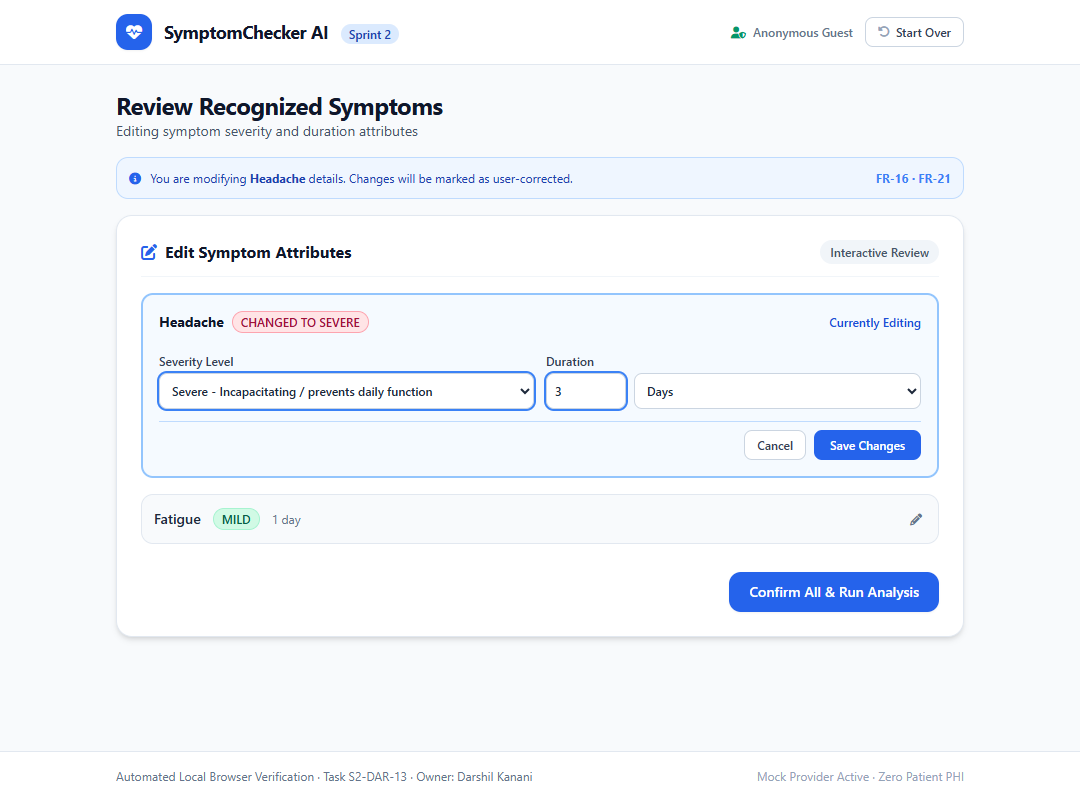 SymptomChecker AI
Sprint 2
Anonymous Guest
Start Over
Review Recognized Symptoms
Editing symptom severity and duration attributes
You are modifying Headache details. Changes will be marked as user-corrected.
FR-16 · FR-21
Edit Symptom Attributes
Interactive Review
Headache
CHANGED TO SEVERE
Currently Editing
Severity Level
Duration
Severe - Incapacitating / prevents daily function
3
Days
Cancel
Save Changes
Fatigue
MILD
1 day
Confirm All & Run Analysis
Automated Local Browser Verification · Task S2-DAR-13 · Owner: Darshil Kanani
Mock Provider Active · Zero Patient PHI